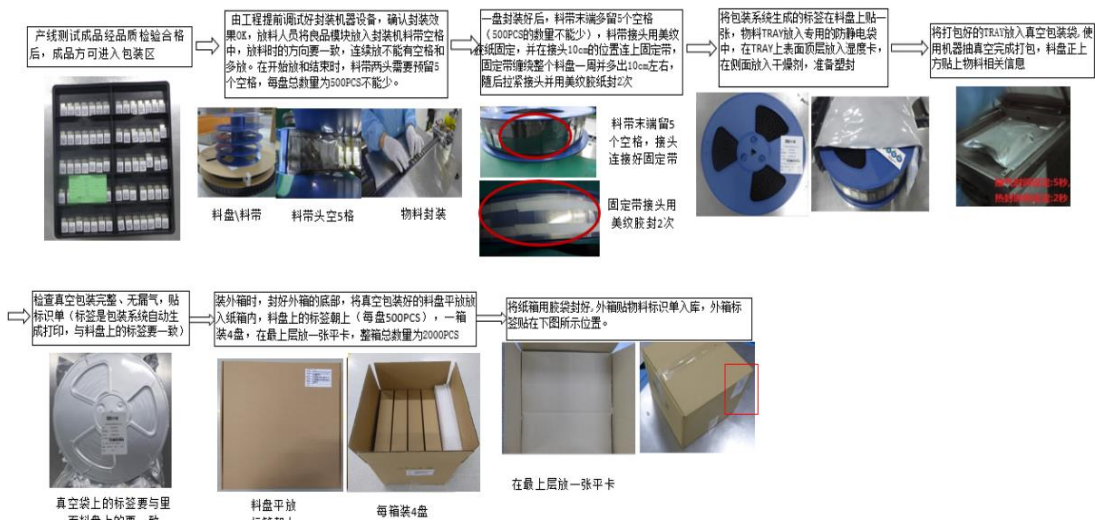 产线测试成品经品质检验合格
后，成品方可进入包装区
由工程提前调试好封装机器设备，确认封装效
果OK，放料人员将良品模块放入封装机料带空格
中，放料时的方向要一致，连续放不能有空格和
多放。在开始放和结束时，料带两头需要预留5
个空格，每盘总数量为500PCS不能少。
料盘\料带
料带头空5格
物料封装
一盘封装好后，料带末端多留5个空格
（500PCS的数量不能少），料带接头用美纹
纸固定，并在接头10cm的位置连上固定带，
固定带缠绕整个料盘一周并多出10cm左右，
随后拉紧接头并用美纹胶纸封2次
料带末端留5
个空格，接头
连接好固定带
固定带接头用
美纹胶封2次
将包装系统生成的标签在料盘上贴一
张，物料TRAY放入专用的防静电袋
中，在TRAY上表面顶层放入湿度卡，
在侧面放入干燥剂，准备塑封
将打包好的TRAY放入真空包装袋，使
用机器抽真空完成打包，料盘正上
方贴上物料相关信息
:5秒,
:2秒
检查真空包装完整、无漏气，贴
标识单（标签是包装系统自动生
成打印，与料盘上的标签要一致）
真空袋上的标签要与里
面料盘上的要一致
装外箱时，封好外箱的底部，将真空包装好的料盘平放放
入纸箱内，料盘上的标签朝上（每盘500PCS），一箱
装4盘，在最上层放一张平卡，整箱总数量为2000PCS
料盘平放
标签朝上
每箱装4盘
将纸箱用胶袋封好，外箱贴物料标识单入库，外箱标
签贴在下图所示位置。
在最上层放一张平卡